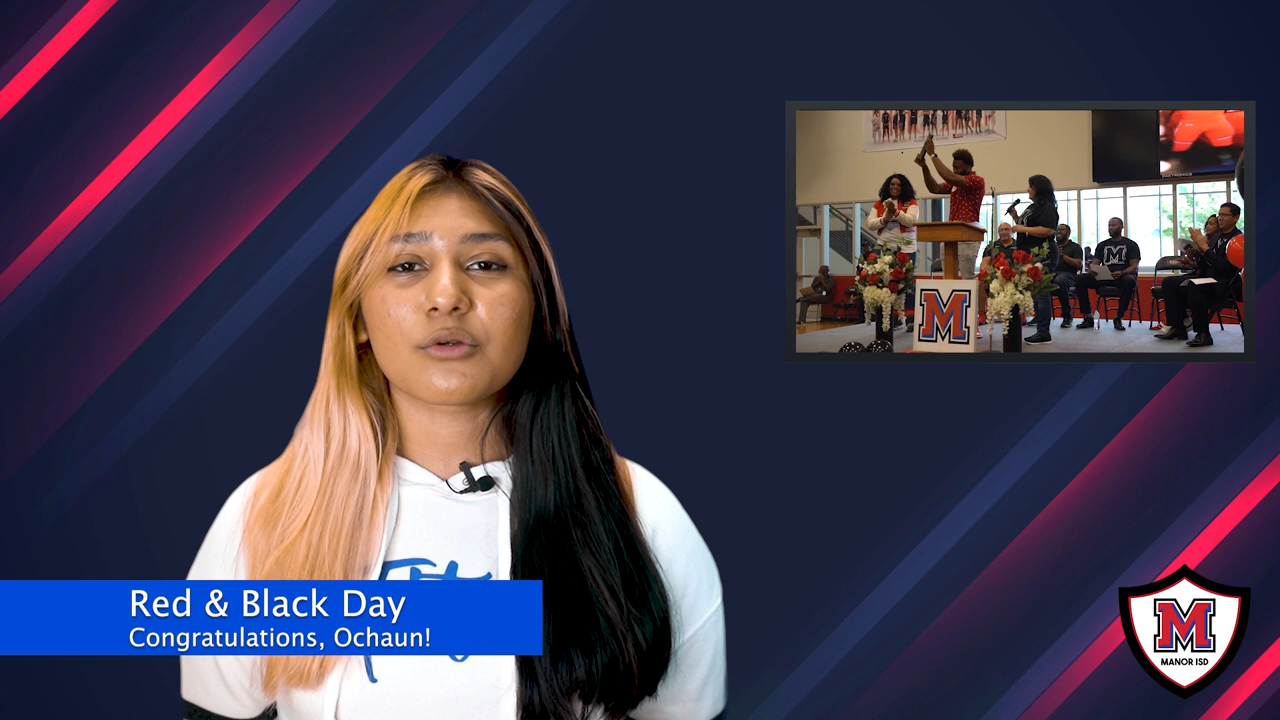 M
Red & Black Day
Congratulations, Ochaun!
M
MANOR ISD